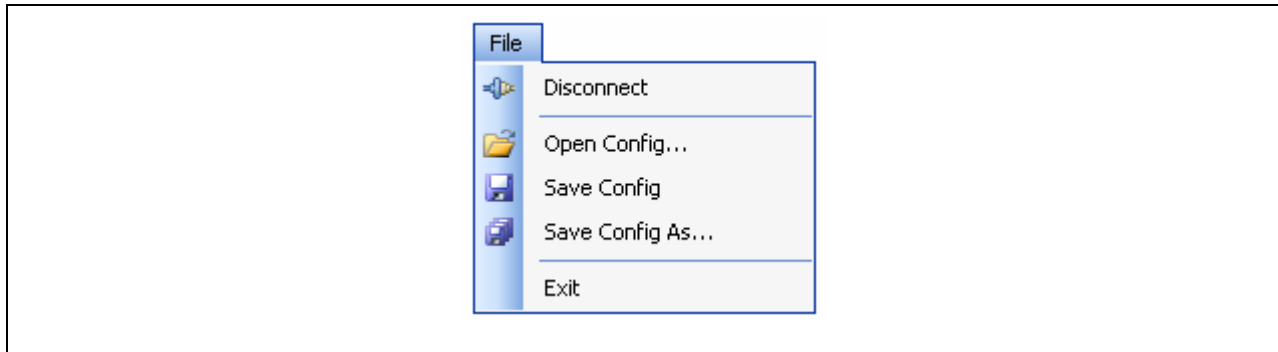 File
Disconnect
Open Config...
Save Config
Save Config As...
Exit